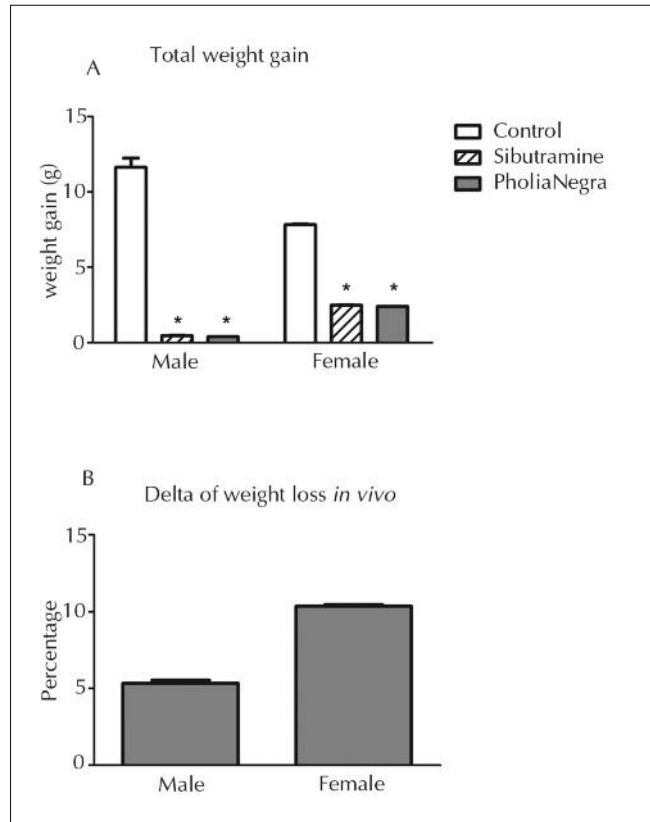 A
Total weight gain
15
10
5
0
weight gain (g)
* *
* *
Male Female
Control
Sibutramine
PholiaNegra
B
Delta of weight loss in vivo
15
10
5
0
Percentage
Male Female